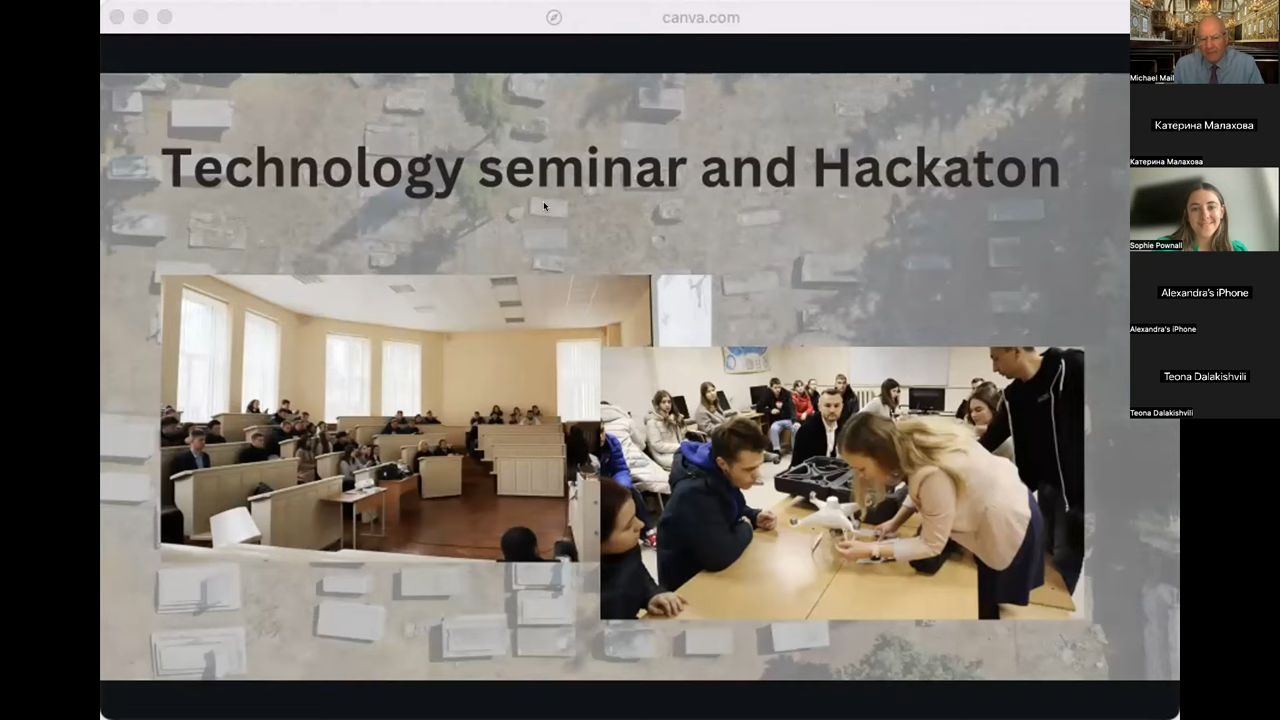 canva.com
Technology seminar and Hackaton
Michael Mail
Катерина Малахова
Катерина Малахова
Sophie Pownall
Alexandra's iPhone
Alexandra's iPhone
Teona Dalakishvili
Teona Dalakishvili